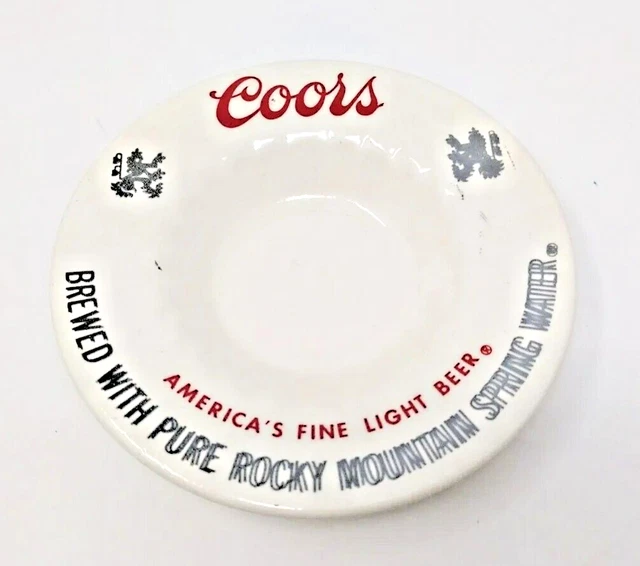 Coors
AMERICA'S FINE LIGHT BEER®
BREWED WITH PURE ROCKY MOUNTAIN SPRING WATER®